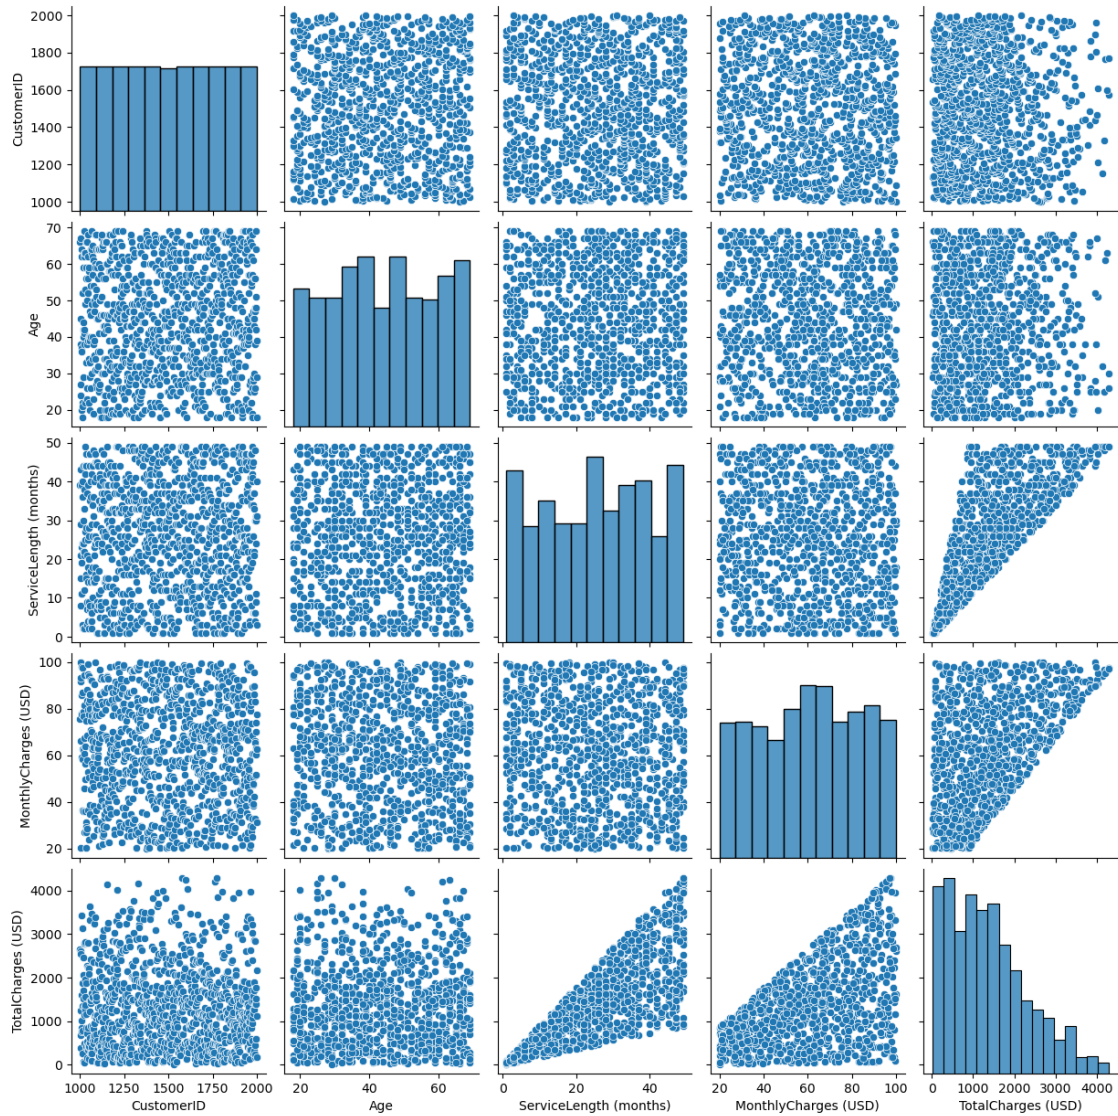 2000
1800
1600
1400
1200
1000
CustomerID
70
60
50
40
30
20
Age
50
40
30
20
10
0
ServiceLength (months)
100
80
60
40
20
MonthlyCharges (USD)
4000
3000
2000
1000
0
TotalCharges (USD)
1000 1250 1500 1750 2000
20 40 60
0 20 40
20 40 60 80 100
0 1000 2000 3000 4000
CustomerID
Age
ServiceLength (months)
MonthlyCharges (USD)
TotalCharges (USD)